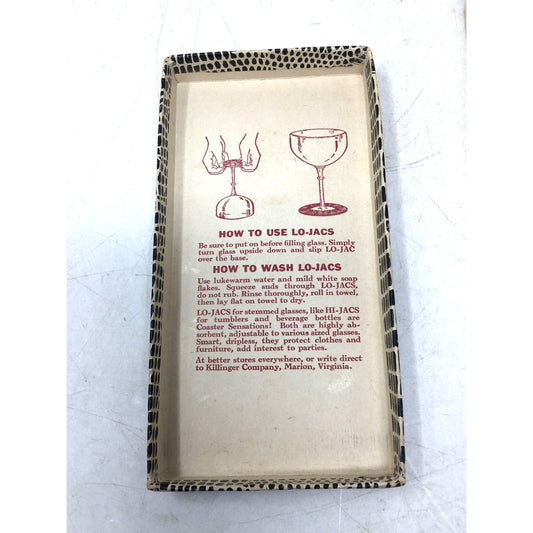 HOW TO USE LO-JACS
Be sure to put on before filling glass. Simply
turn glass upside down and slip LO-JAC
over the base.
HOW TO WASH LO-JACS
Use lukewarm water and mild white soap
flakes. Squeeze suds through LO-JACS,
do not rub. Rinse thoroughly, roll in towel,
then lay flat on towel to dry.
LO-JACS for stemmed glasses, like HI-JACS
for tumblers and beverage bottles are
Coaster Sensations! Both are highly ab-
sorbent, adjustable to various sized glasses.
Smart, dripless, they protect clothes and
furniture, add interest to parties.
At better stores everywhere, or write direct
to Killinger Company, Marion, Virginia.